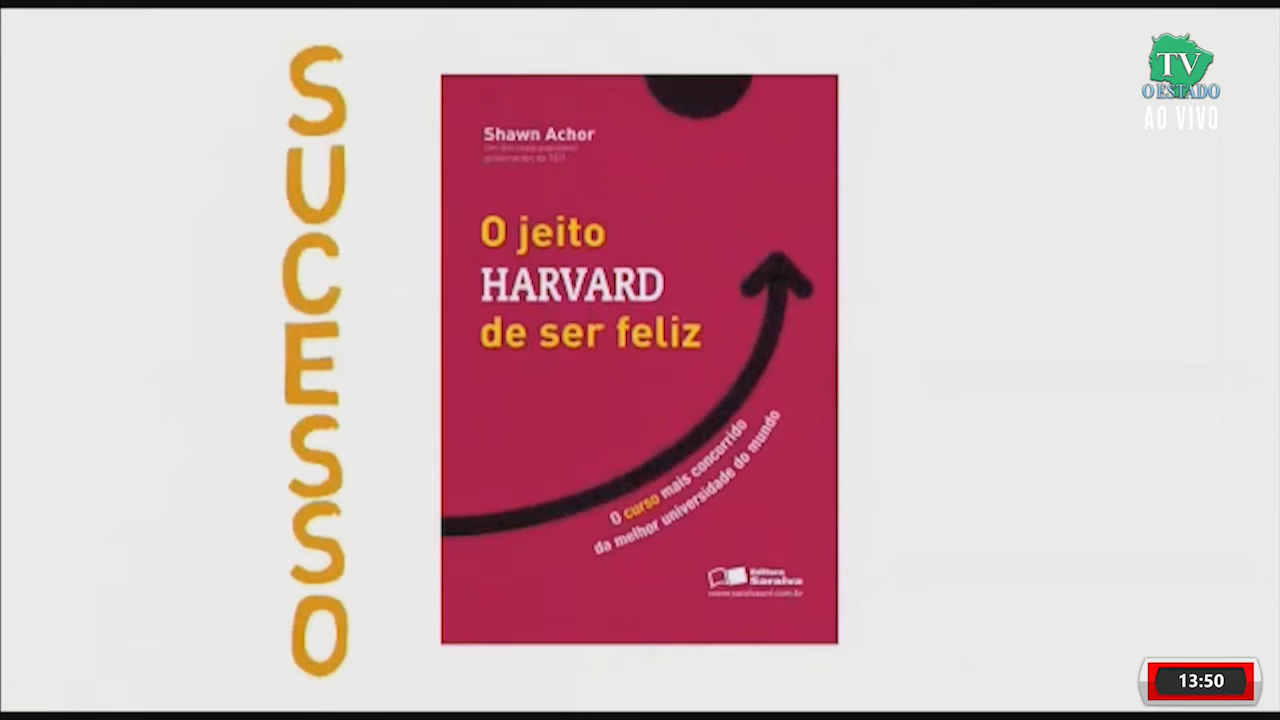 SUCESSO
Shawn Achor
O jeito
HARVARD
de ser feliz
O curso mais concorrido
da melhor universidade do mundo
Editora
Saraiva
TV
O ESTADO
AO VIVO
13:50